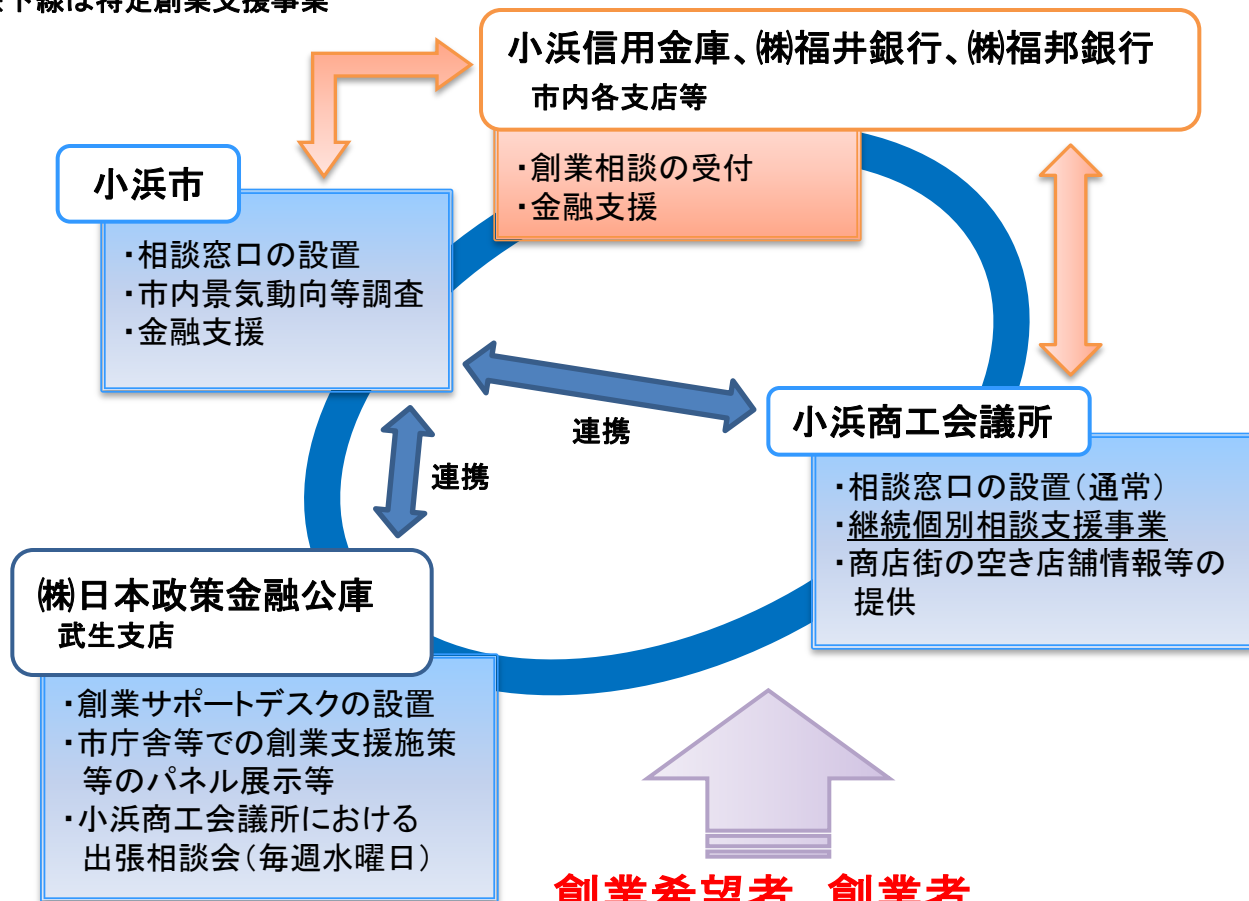 下線は特定創業支援事業
小浜信用金庫、㈱福井銀行、㈱福邦銀行
市内各支店等
・創業相談の受付
・金融支援
小浜市
・相談窓口の設置
・市内景気動向等調査
・金融支援
連携
連携
小浜商工会議所
・相談窓口の設置(通常)
・継続個別相談支援事業
・商店街の空き店舗情報等の
提供
㈱日本政策金融公庫
武生支店
・創業サポートデスクの設置
・市庁舎等での創業支援施策
等のパネル展示等
・小浜商工会議所における
出張相談会(毎週水曜日)
創業希望者 創業者